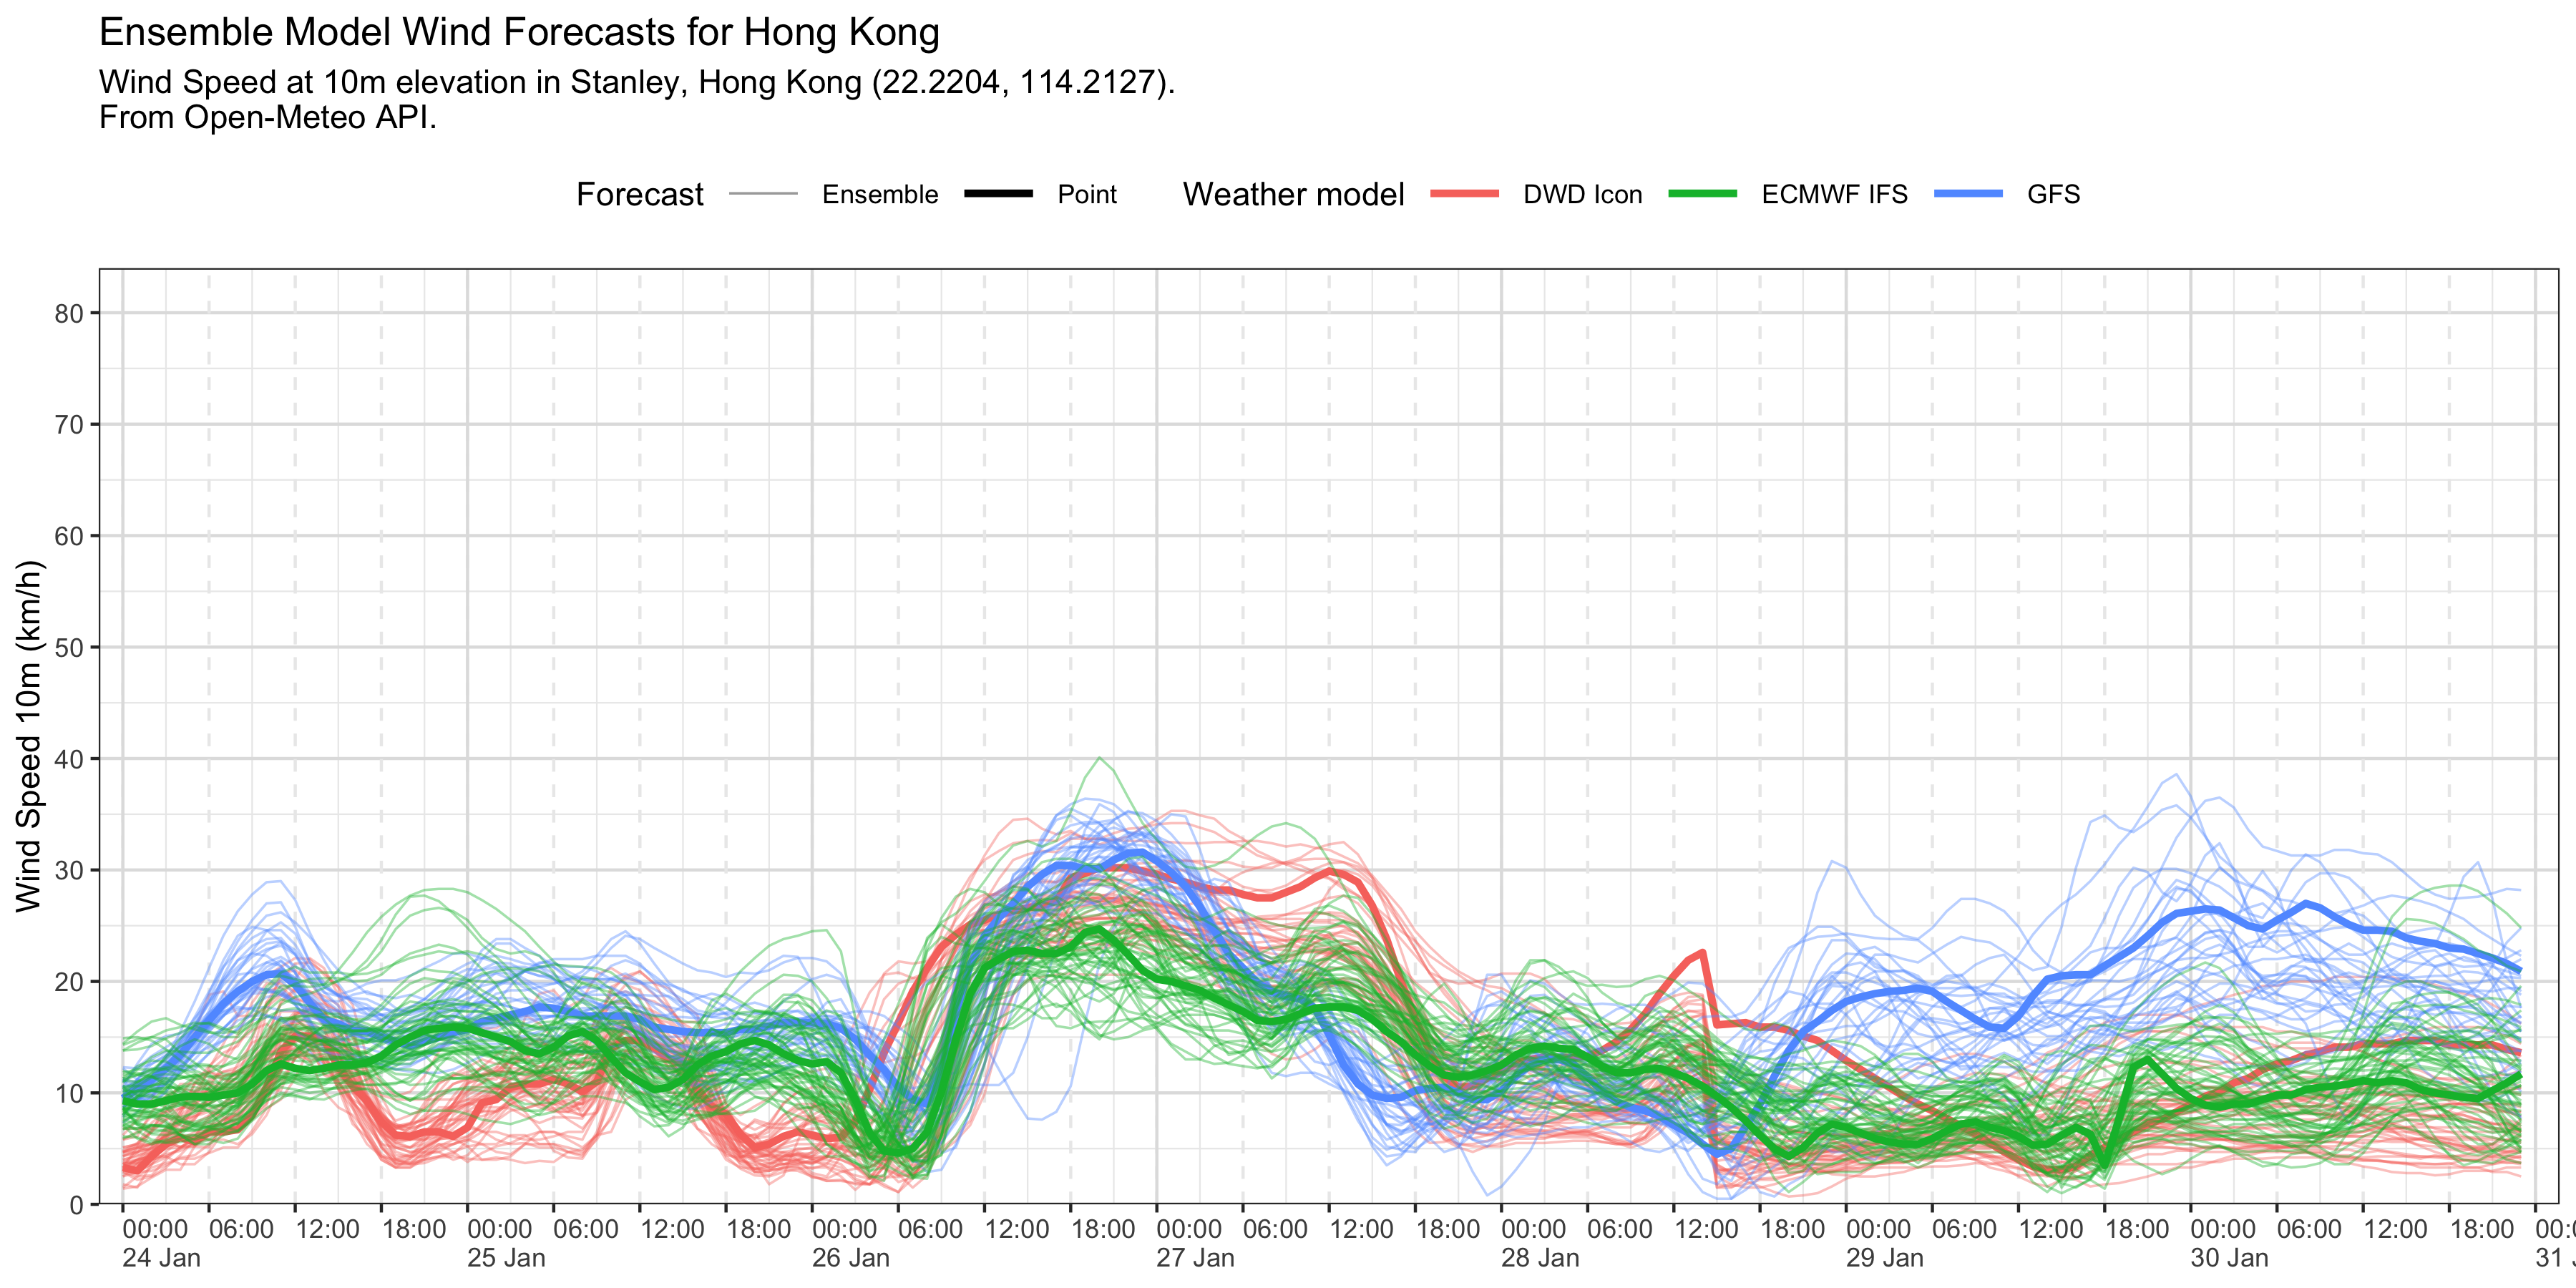 Ensemble Model Wind Forecasts for Hong Kong
Wind Speed at 10m elevation in Stanley, Hong Kong (22.2204, 114.2127).
From Open-Meteo API.
Forecast Ensemble Point Weather model DWD Icon ECMWF IFS GFS
Wind Speed 10m (km/h)
80
70
60
50
40
30
20
10
0
00:00 06:00 12:00 18:00 00:00 06:00 12:00 18:00 00:00 06:00 12:00 18:00 00:00 06:00 12:00 18:00 00:00 06:00 12:00 18:00 00:00 06:00 12:00 18:00 00:00 06:00 12:00 18:00
24 Jan 25 Jan 26 Jan 27 Jan 28 Jan 29 Jan 30 Jan 31